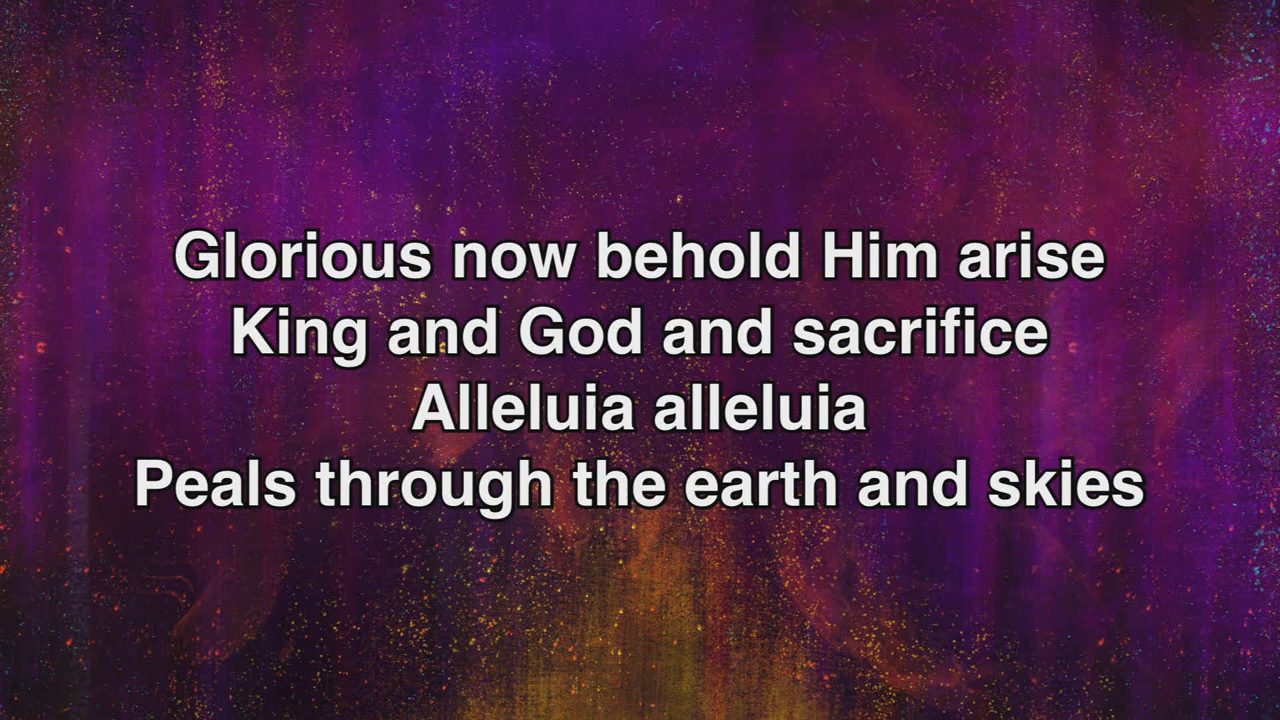 Glorious now behold Him arise
King and God and sacrifice
Alleluia alleluia
Peals through the earth and skies